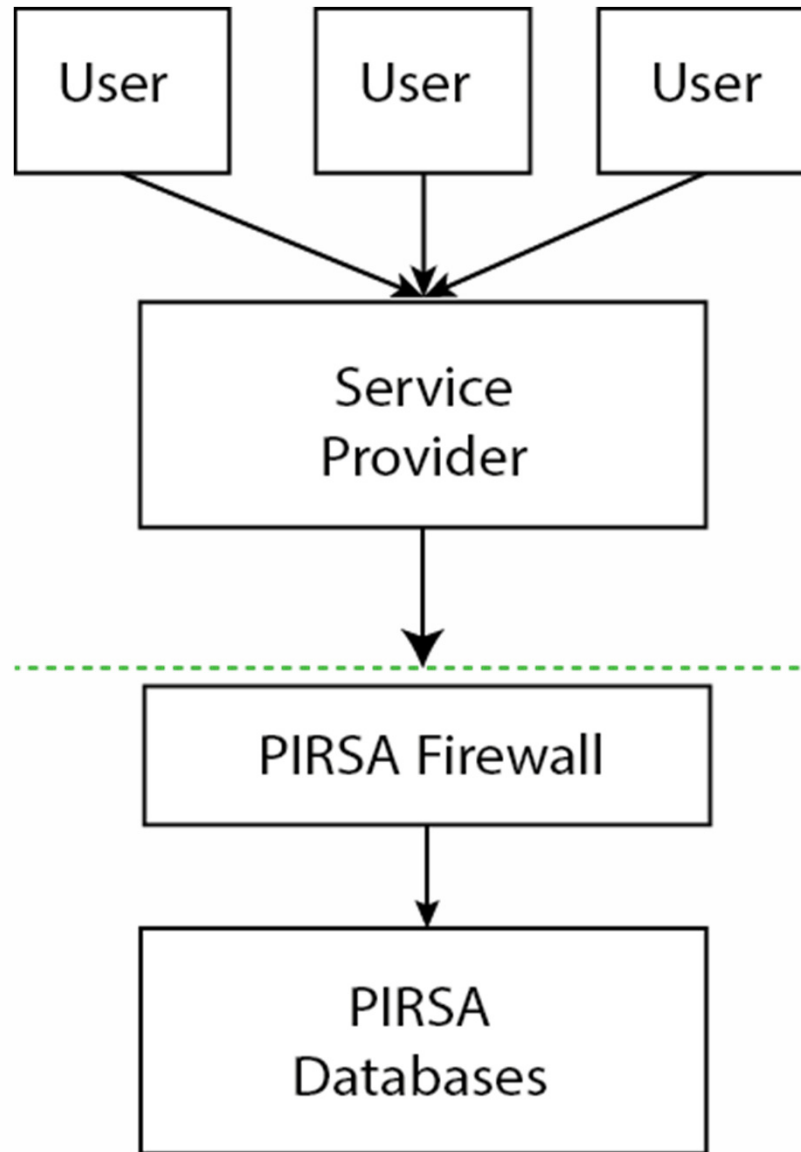 User
User
User
Service
Provider
PIRSA Firewall
PIRSA
Databases